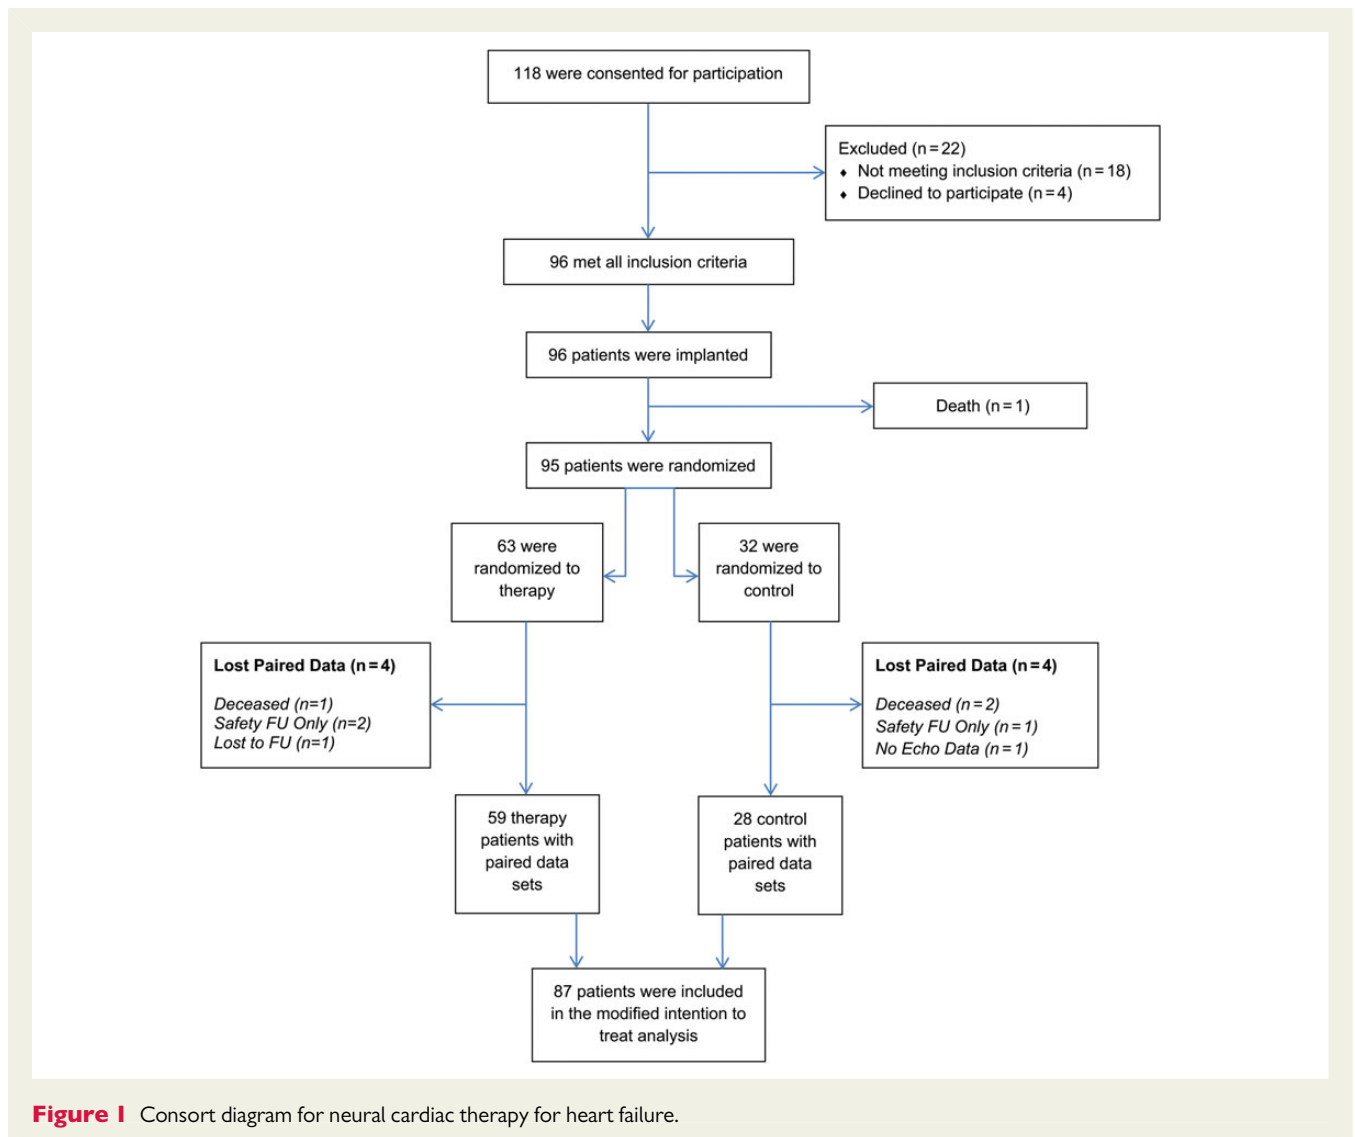 118 were consented for participation
Excluded (n = 22)
♦ Not meeting inclusion criteria (n = 18)
♦ Declined to participate (n = 4)
96 met all inclusion criteria
96 patients were implanted
Death (n = 1)
95 patients were randomized
63 were
randomized to
therapy
32 were
randomized to
control
Lost Paired Data (n = 4)
Deceased (n=1)
Safety FU Only (n=2)
Lost to FU (n=1)
Lost Paired Data (n = 4)
Deceased (n = 2)
Safety FU Only (n = 1)
No Echo Data (n = 1)
59 therapy
patients with
paired data
sets
28 control
patients with
paired data
sets
87 patients were included
in the modified intention to
treat analysis
Figure 1 Consort diagram for neural cardiac therapy for heart failure.